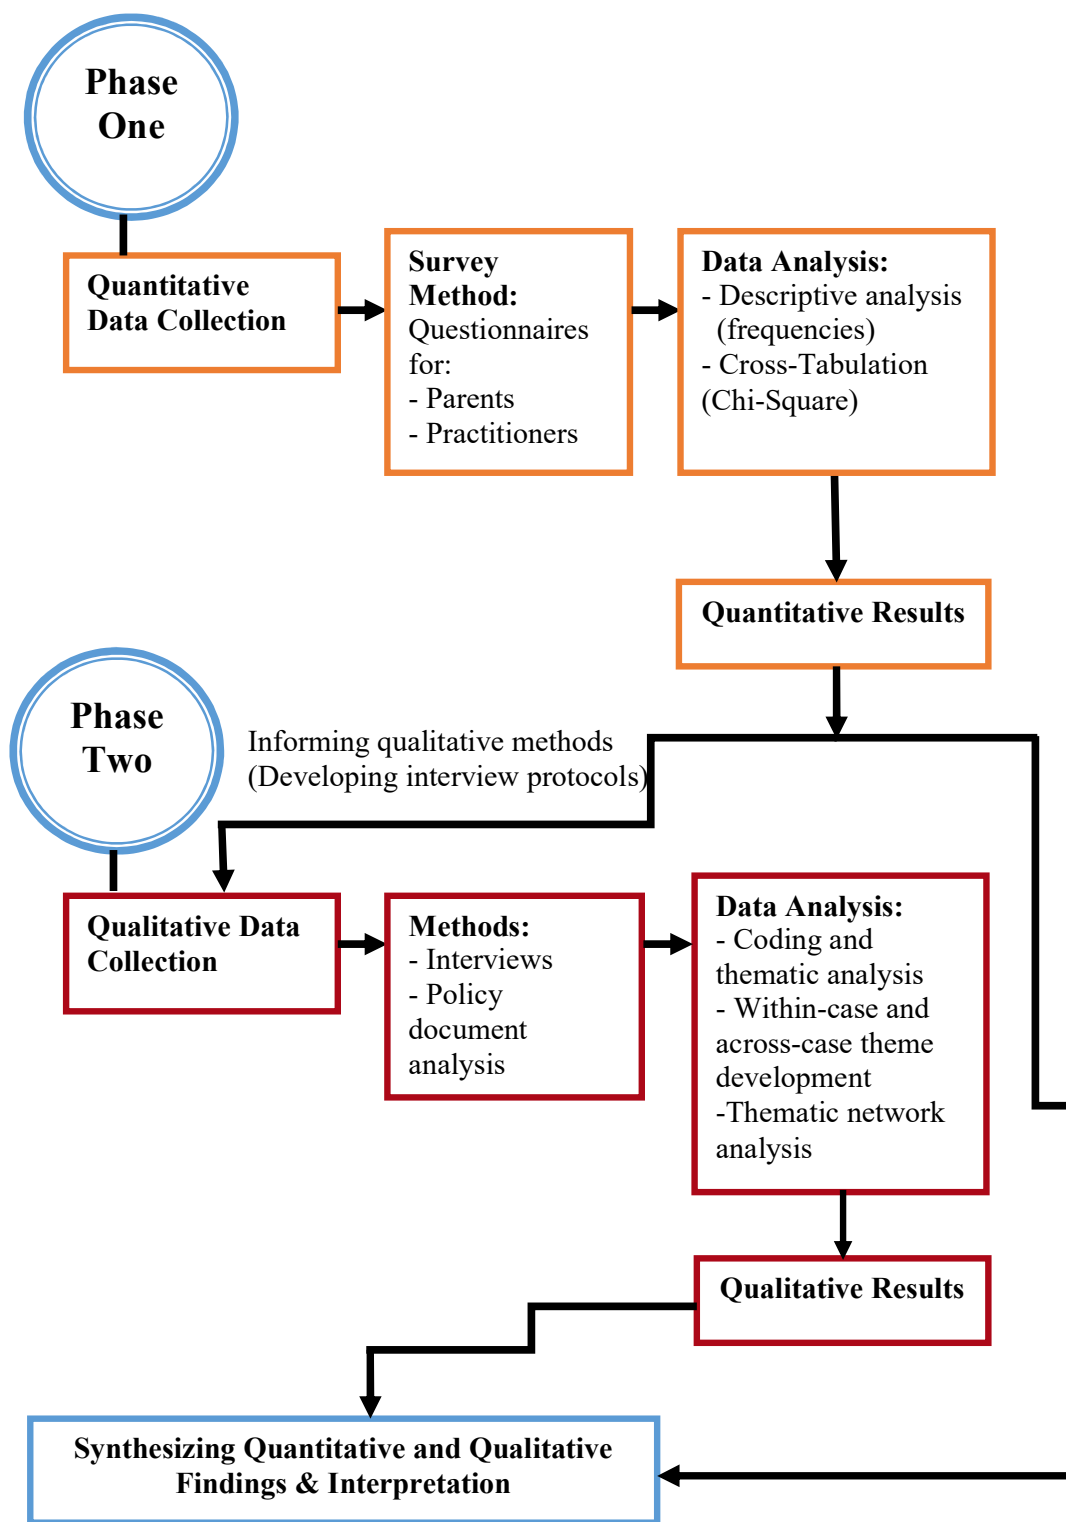 Phase
One
Quantitative
Data Collection
Survey
Method:
Questionnaires
for:
- Parents
- Practitioners
Data Analysis:
- Descriptive analysis
(frequencies)
- Cross-Tabulation
(Chi-Square)
Quantitative Results
Phase
Two
Informing qualitative methods
(Developing interview protocols)
Qualitative Data
Collection
Methods:
- Interviews
- Policy
document
analysis
Data Analysis:
- Coding and
thematic analysis
- Within-case and
across-case theme
development
-Thematic network
analysis
Qualitative Results
Synthesizing Quantitative and Qualitative
Findings & Interpretation